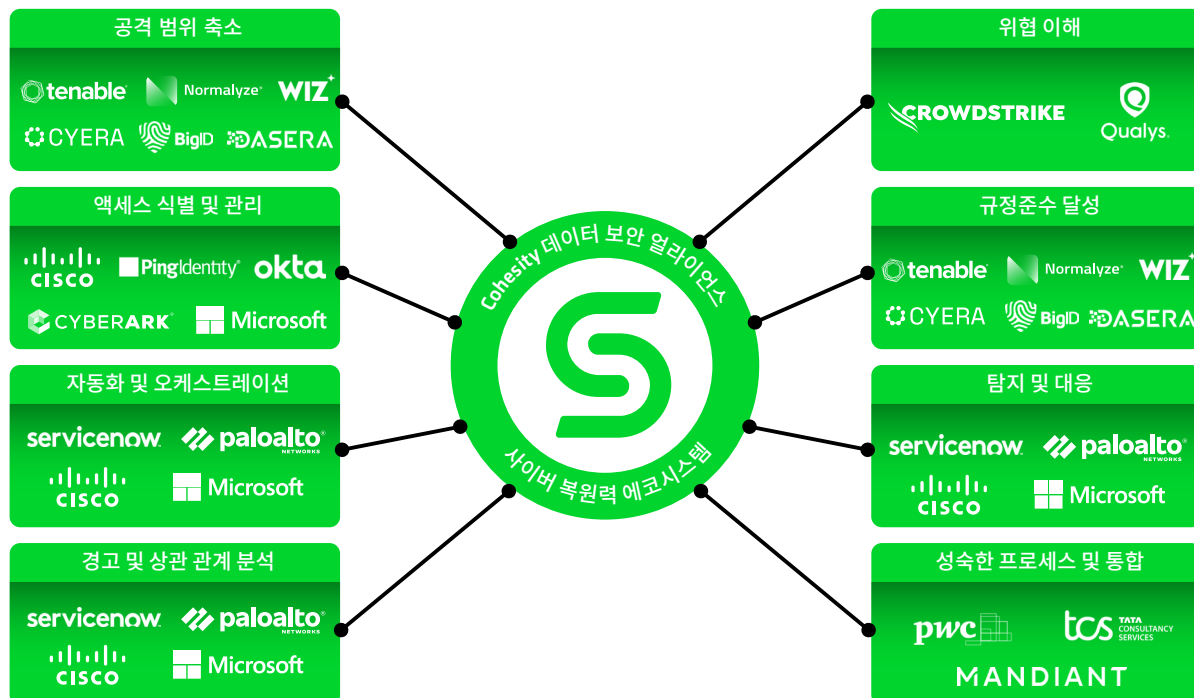 공격 범위 축소
tenable
Normalyze
WIZ
CYERA
BigID
DASERA
액세스 식별 및 관리
CISCO
PingIdentity
okta
CYBERARK
Microsoft
자동화 및 오케스트레이션
servicenow
paloalto
NETWORKS
CISCO
Microsoft
경고 및 상관 관계 분석
servicenow
paloalto
NETWORKS
CISCO
Microsoft
Cohesity 데이터 보안 얼라이언스
사이버 복원력 에코시스템
위협 이해
CROWDSTRIKE
Qualys.
규정준수 달성
tenable
Normalyze
WIZ
CYERA
BigID
DASERA
탐지 및 대응
servicenow
paloalto
NETWORKS
CISCO
Microsoft
성숙한 프로세스 및 통합
pwc
tcs
TATA
CONSULTANCY
SERVICES
MANDIANT